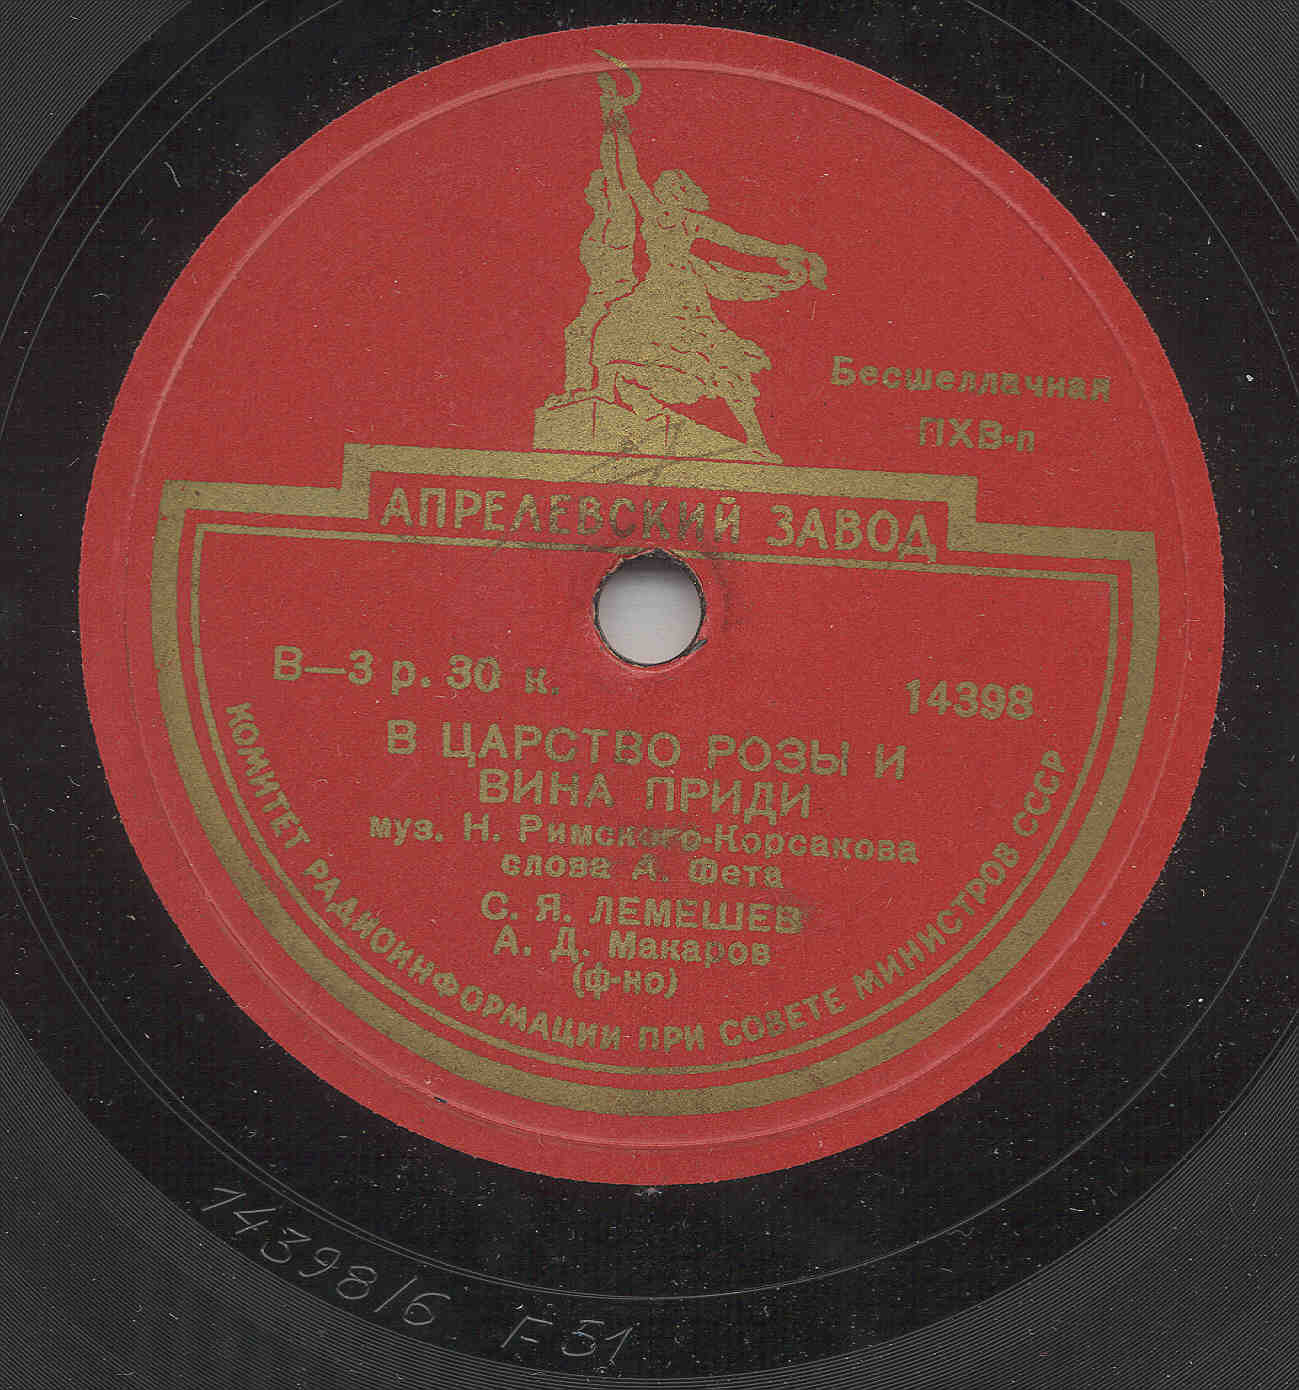 Бесшеллачная
ПХВ-п
АПРЕЛЕВСКИЙ ЗАВОД
В—3 р. 30 к.
14398
В ЦАРСТВО РОЗЫ И
ВИНА ПРИДИ
муз. Н. Римского-Корсакова
слова А. Фета
С. Я. ЛЕМЕШЕВ
А. Д. Макаров
(ф-но)
КОМИТЕТ РАДИОИНФОРМАЦИИ ПРИ СОВЕТЕ МИНИСТРОВ СССР
14398/6 F 51